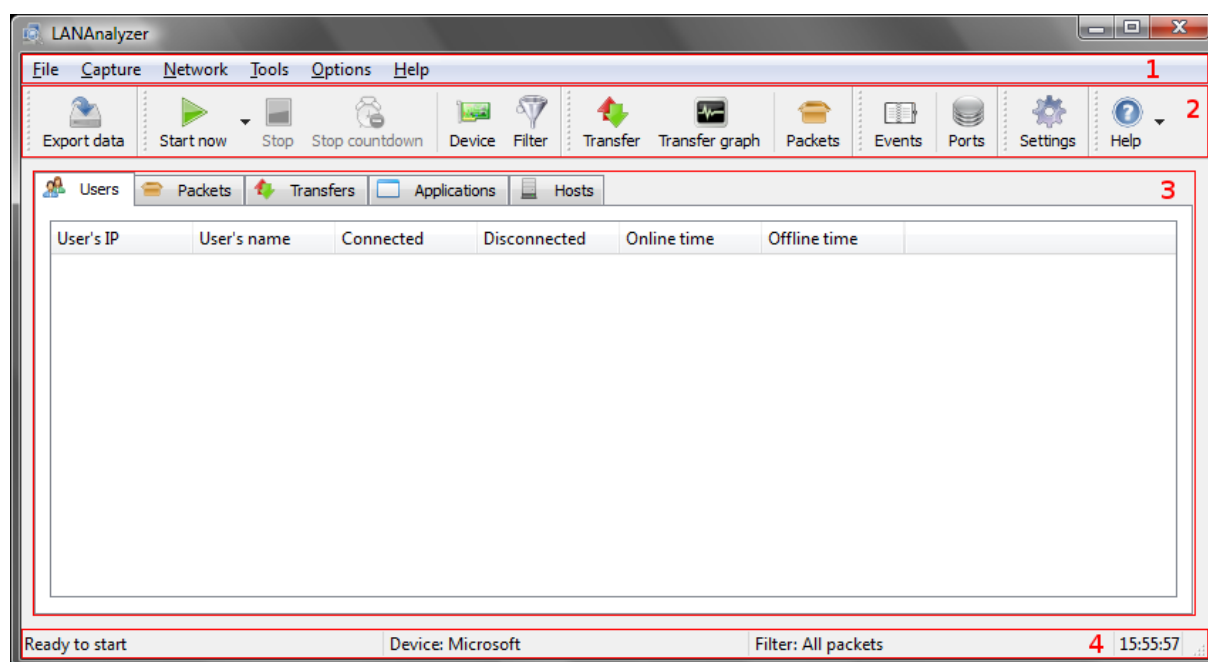 LANAnalyzer
File Capture Network Tools Options Help 1
Export data Start now Stop Stop countdown Device Filter Transfer Transfer graph Packets Events Ports Settings Help 2
Users Packets Transfers Applications Hosts 3
User's IP User's name Connected Disconnected Online time Offline time
Ready to start Device: Microsoft Filter: All packets 4 15:55:57